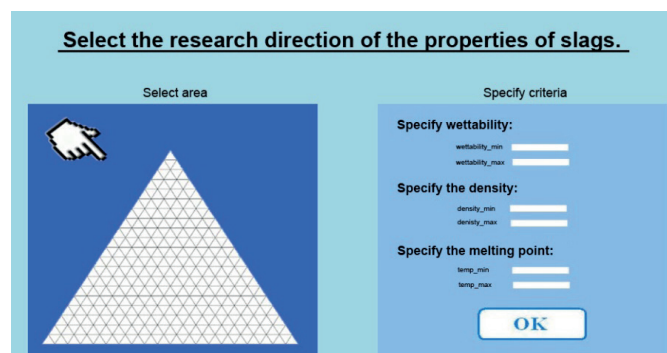 Select the research direction of the properties of slags.
Select area
Specify criteria
Specify wettability:
wettability_min
wettability_max
Specify the density:
density_min
denisty_max
Specify the melting point:
temp_min
temp_max
OK